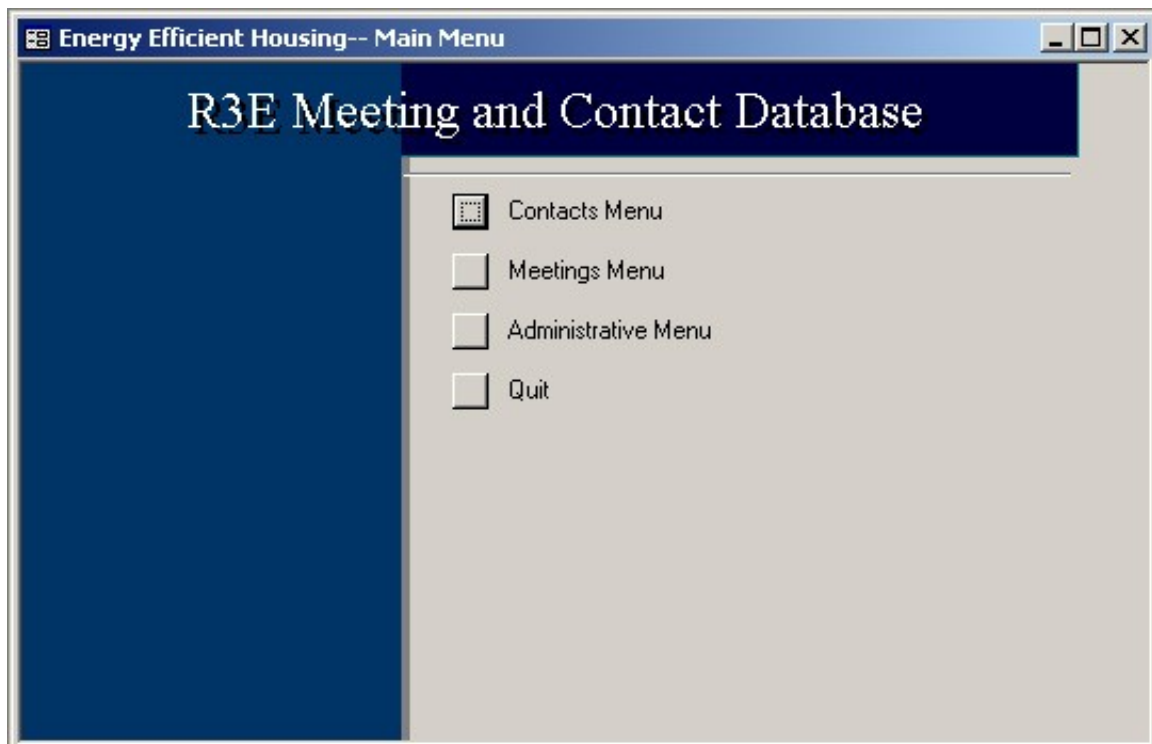 Energy Efficient Housing-- Main Menu
R3E Meeting and Contact Database
Contacts Menu
Meetings Menu
Administrative Menu
Quit